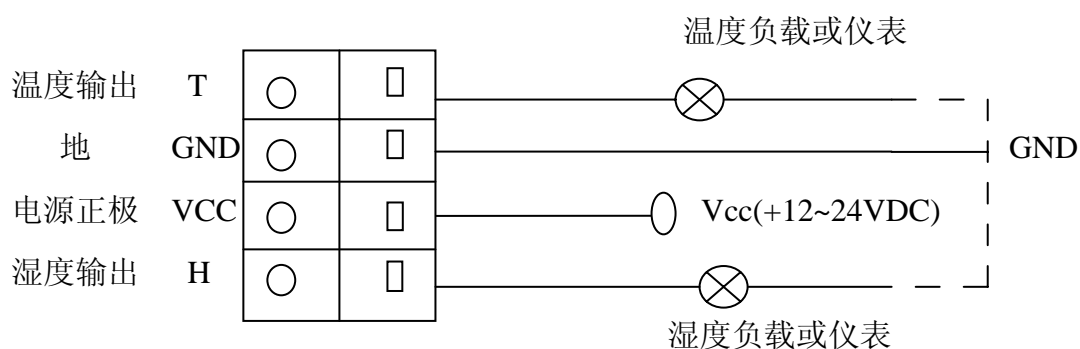 温度负载或仪表
温度输出 T
地 GND
GND
电源正极 VCC
Vcc(+12~24VDC)
湿度输出 H
湿度负载或仪表